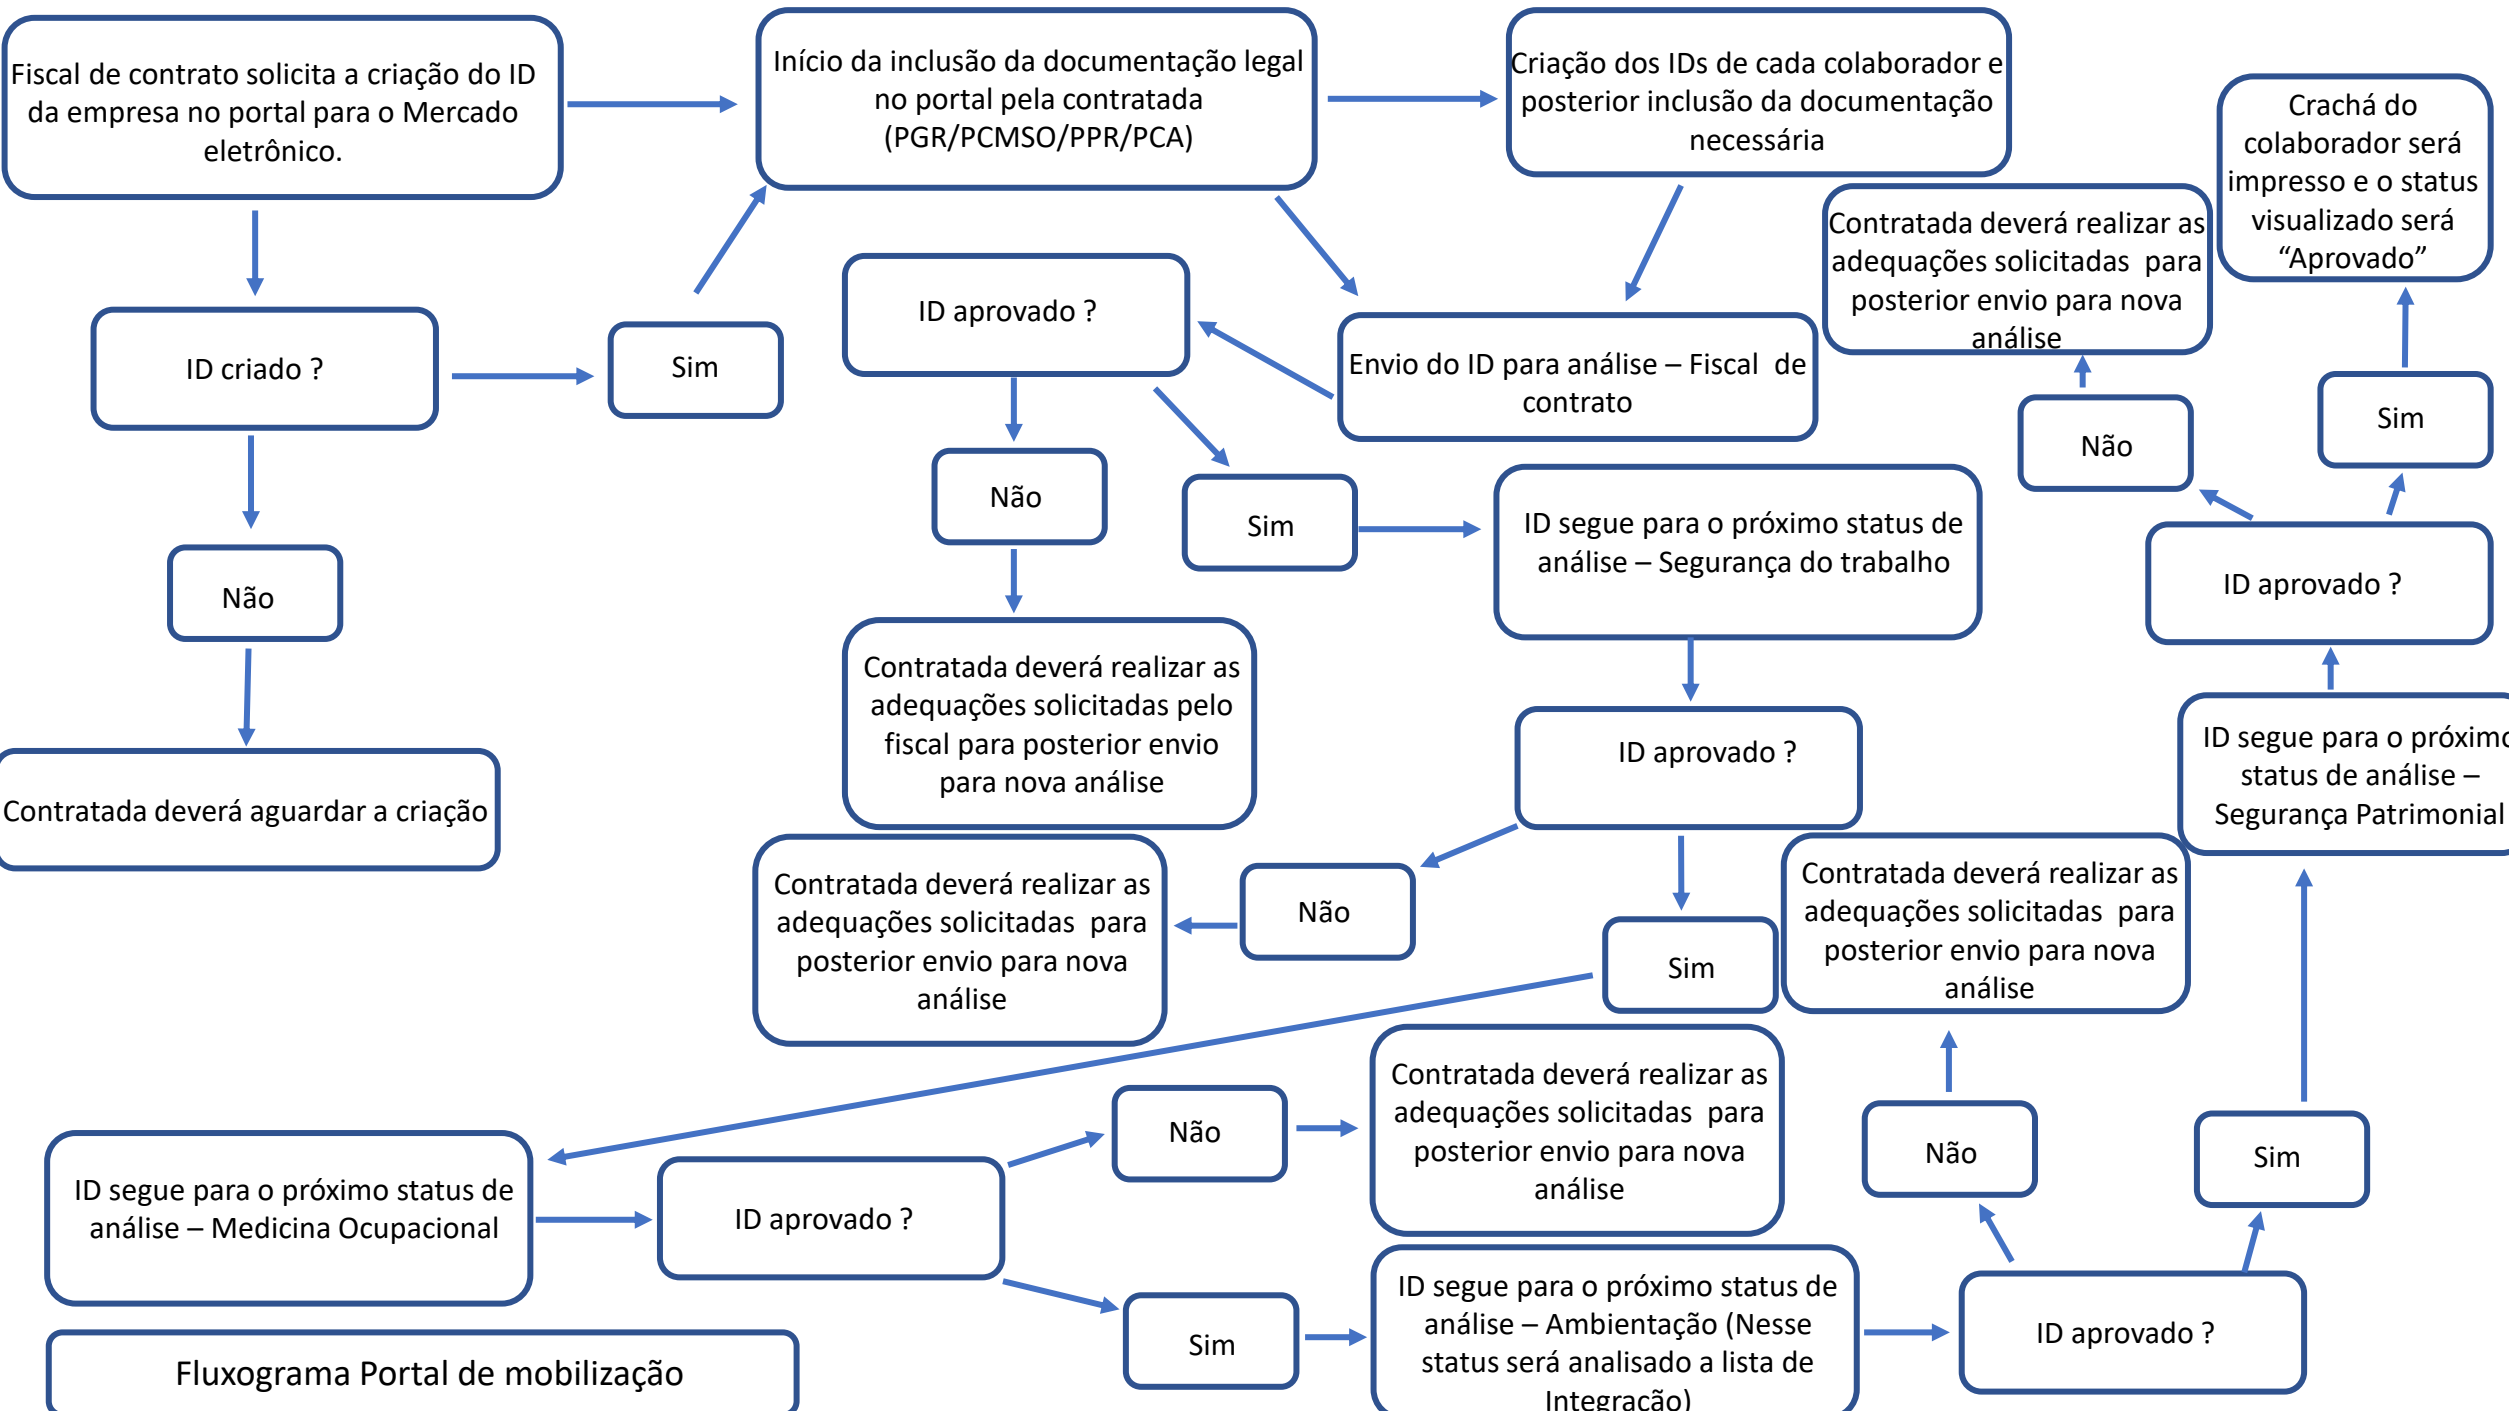 Fiscal de contrato solicita a criação do ID
da empresa no portal para o Mercado
eletrônico.
Início da inclusão da documentação legal
no portal pela contratada
(PGR/PCMSO/PPR/PCA)
Criação dos IDs de cada colaborador e
posterior inclusão da documentação
necessária
Crachá do
colaborador será
impresso e o status
visualizado será
“Aprovado”
Contratada deverá realizar as
adequações solicitadas  para
posterior envio para nova
análise
ID criado ?
Sim
ID aprovado ?
Envio do ID para análise – Fiscal  de
contrato
Não
Sim
Não
Sim
ID segue para o próximo status de
análise – Segurança do trabalho
ID aprovado ?
Não
Contratada deverá realizar as
adequações solicitadas pelo
fiscal para posterior envio
para nova análise
ID aprovado ?
ID segue para o próximo
status de análise –
Segurança Patrimonial
Contratada deverá aguardar a criação
Contratada deverá realizar as
adequações solicitadas  para
posterior envio para nova
análise
Não
Sim
Contratada deverá realizar as
adequações solicitadas  para
posterior envio para nova
análise
ID segue para o próximo status de
análise – Medicina Ocupacional
ID aprovado ?
Não
Contratada deverá realizar as
adequações solicitadas  para
posterior envio para nova
análise
Não
Sim
Sim
ID segue para o próximo status de
análise – Ambientação (Nesse
status será analisado a lista de
Integração)
ID aprovado ?
Fluxograma Portal de mobilização